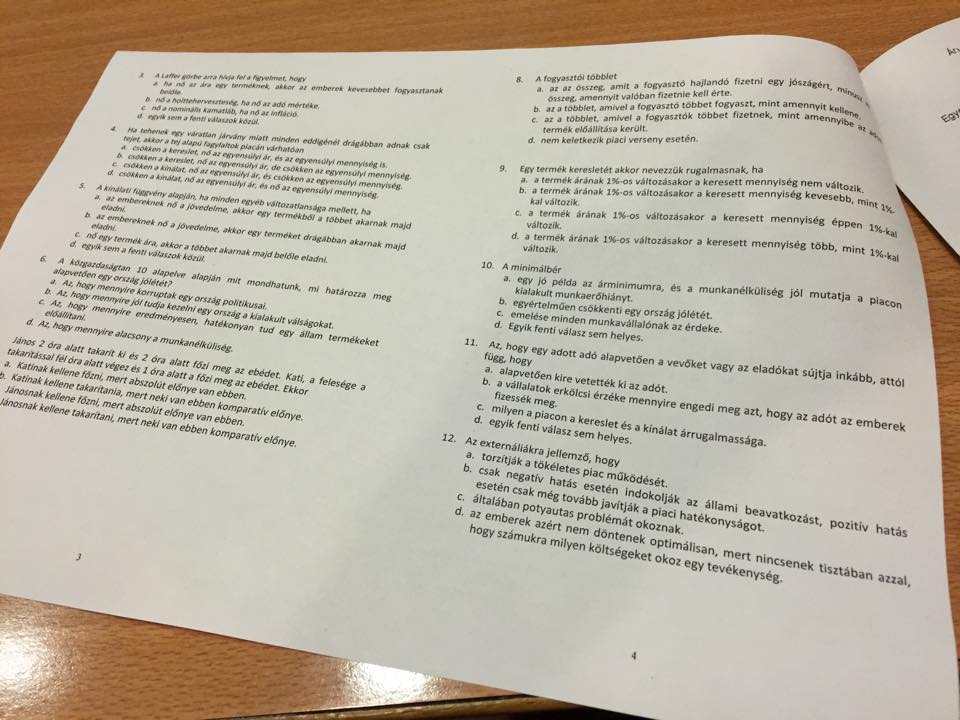 3. A Laffer görbe arra hívja fel a figyelmet, hogy
a. ha nő az ára egy terméknek, akkor az emberek kevesebbet fogyasztanak
belőle.
b. nő a holtteherveszteség, ha nő az adó mértéke.
c. nő a nominális kamatláb, ha nő az infláció.
d. egyik sem a fenti válaszok közül.
4. Ha tehenek egy váratlan járvány miatt minden eddiginél drágábban adnak csak
tejet, akkor a tej alapú fagylaltok piacán várhatóan
a. csökken a kereslet, nő az egyensúlyi ár, és az egyensúlyi mennyiség is.
b. csökken a kereslet, nő az egyensúlyi ár, de csökken az egyensúlyi mennyiség.
c. csökken a kínálat, nő az egyensúlyi ár, és csökken az egyensúlyi mennyiség.
d. csökken a kínálat, nő az egyensúlyi ár, és nő az egyensúlyi mennyiség.
5. A kínálati függvény alapján, ha minden egyéb változatlansága mellett, ha
a. az embereknek nő a jövedelme, akkor egy termékből a többet akarnak majd
eladni.
b. az embereknek nő a jövedelme, akkor egy terméket drágábban akarnak majd
eladni.
c. nő egy termék ára, akkor a többet akarnak majd belőle eladni.
d. egyik sem a fenti válaszok közül.
6. A közgazdaságtan 10 alapelve alapján mit mondhatunk, mi határozza meg
alapvetően egy ország jólétét?
a. Az, hogy mennyire korruptak egy ország politikusai.
b. Az, hogy mennyire jól tudja kezelni egy ország a kialakult válságokat.
c. Az, hogy mennyire eredményesen, hatékonyan tud egy állam termékeket
előállítani.
d. Az, hogy mennyire alacsony a munkanélküliség.
János 2 óra alatt takarít ki és 2 óra alatt főzi meg az ebédet. Kati, a felesége a
takarítással fél óra alatt végez és 1 óra alatt a főzi meg az ebédet. Ekkor
a. Katinak kellene főzni, mert abszolút előnye van ebben.
b. Katinak kellene takarítania, mert neki van ebben komparatív előnye.
Jánosnak kellene főzni, mert abszolút előnye van ebben.
Jánosnak kellene takarítani, mert neki van ebben komparatív előnye.
3
8. A fogyasztói többlet
a. az az összeg, amit a fogyasztó hajlandó fizetni egy jószágért, mínusz
összeg, amennyit valóban fizetnie kell érte.
b. az a többlet, amivel a fogyasztó többet fogyaszt, mint amennyit kellene.
c. az a többlet, amivel a fogyasztók többet fizetnek, mint amennyibe az
termék előállítása került.
d. nem keletkezik piaci verseny esetén.
9. Egy termék keresletét akkor nevezzük rugalmasnak, ha
a. a termék árának 1%-os változásakor a keresett mennyiség nem változik.
b. a termék árának 1%-os változásakor a keresett mennyiség kevesebb, mint 1%-
kal változik.
c. a termék árának 1%-os változásakor a keresett mennyiség éppen 1%-kal
változik.
d. a termék árának 1%-os változásakor a keresett mennyiség több, mint 1%-kal
változik.
10. A minimálbér
a. egy jó példa az árminimumra, és a munkanélküliség jól mutatja a piacon
kialakult munkaerőhiányt.
b. egyértelműen csökkenti egy ország jólétét.
c. emelése minden munkavállalónak az érdeke.
d. Egyik fenti válasz sem helyes.
11. Az, hogy egy adott adó alapvetően a vevőket vagy az eladókat sújtja inkább, attól
függ, hogy
a. alapvetően kire vetették ki az adót.
b. a vállalatok erkölcsi érzéke mennyire engedi meg azt, hogy az adót az emberek
fizessék meg.
c. milyen a piacon a kereslet és a kínálat árrugalmassága.
d. egyik fenti válasz sem helyes.
12. Az externáliákra jellemző, hogy
a. torzítják a tökéletes piac működését.
b. csak negatív hatás esetén indokolják az állami beavatkozást, pozitív hatás
esetén csak még tovább javítják a piaci hatékonyságot.
c. általában potyautas problémát okoznak.
d. az emberek azért nem döntenek optimálisan, mert nincsenek tisztában azzal,
hogy számukra milyen költségeket okoz egy tevékenység.
4